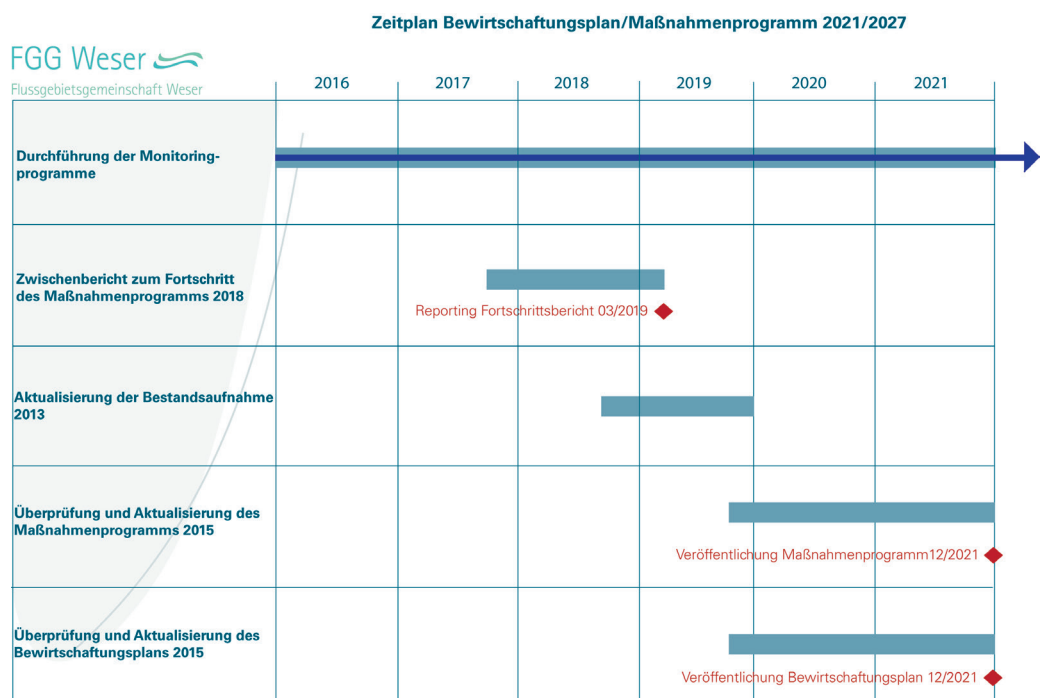 Zeitplan Bewirtschaftungsplan/Maßnahmenprogramm 2021/2027
FGG Weser
Flussgebietsgemeinschaft Weser
2016 2017 2018 2019 2020 2021
Durchführung der Monitoring-
programme
Zwischenbericht zum Fortschritt
des Maßnahmenprogramms 2018
Reporting Fortschrittsbericht 03/2019
Aktualisierung der Bestandsaufnahme
2013
Überprüfung und Aktualisierung des
Maßnahmenprogramms 2015
Veröffentlichung Maßnahmenprogramm12/2021
Überprüfung und Aktualisierung des
Bewirtschaftungsplans 2015
Veröffentlichung Bewirtschaftungsplan 12/2021